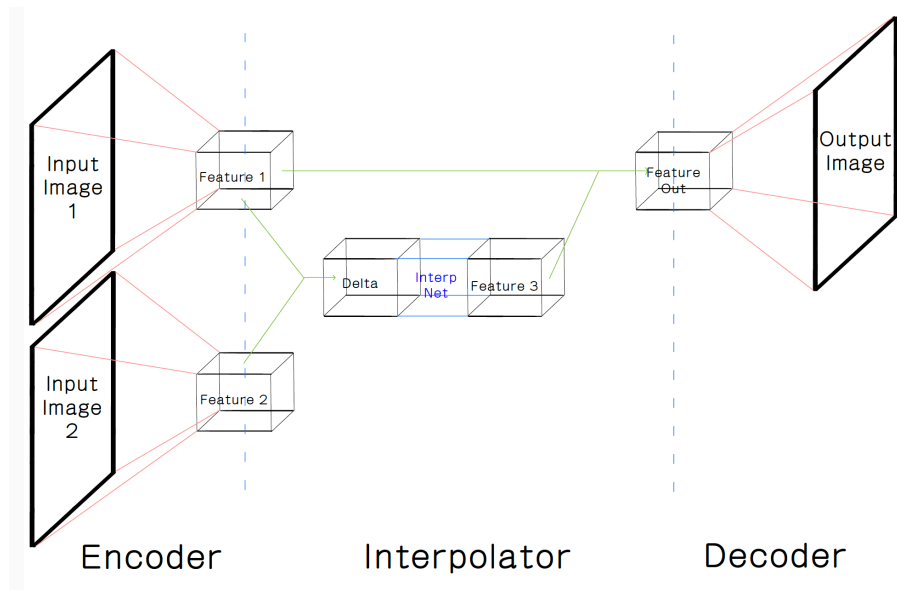 Input
Image
1
Feature 1
Input
Image
2
Feature 2
Delta
Interp
Net
Feature 3
Feature
Out
Output
Image
Encoder
Interpolator
Decoder